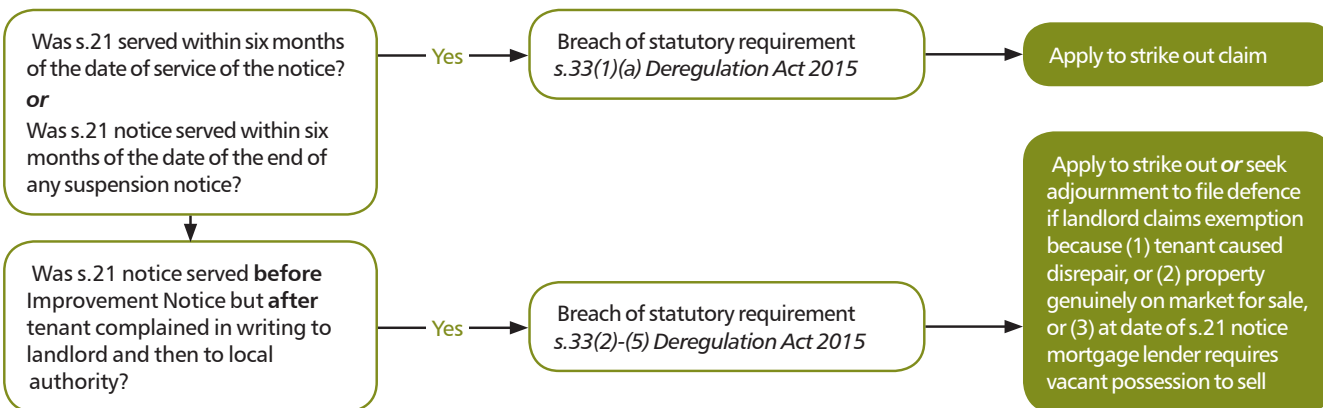 Was s.21 served within six months
of the date of service of the notice?
or
Was s.21 notice served within six
months of the date of the end of
any suspension notice?
Yes
Breach of statutory requirement
s.33(1)(a) Deregulation Act 2015
Apply to strike out claim
Was s.21 notice served before
Improvement Notice but after
tenant complained in writing to
landlord and then to local
authority?
Yes
Breach of statutory requirement
s.33(2)-(5) Deregulation Act 2015
Apply to strike out or seek
adjournment to file defence
if landlord claims exemption
because (1) tenant caused
disrepair, or (2) property
genuinely on market for sale,
or (3) at date of s.21 notice
mortgage lender requires
vacant possession to sell